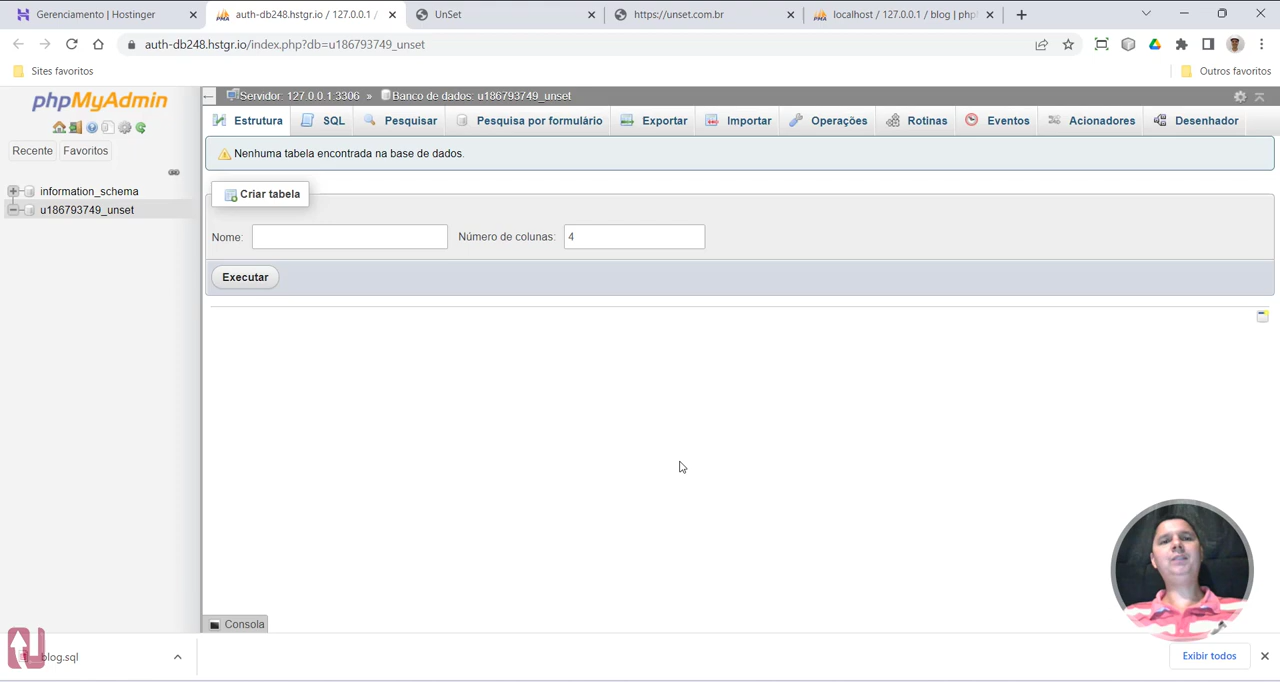 Gerenciamento | Hostinger
auth-db248.hstgr.io / 127.0.0.1 /
UnSet
https://unset.com.br
localhost / 127.0.0.1 / blog | php
auth-db248.hstgr.io/index.php?db=u186793749_unset
Sites favoritos
Outros favoritos
phpMyAdmin
Servidor: 127.0.0.1:3306 » Banco de dados: u186793749_unset
Estrutura SQL Pesquisar Pesquisa por formulário Exportar Importar Operações Rotinas Eventos Acionadores Desenhador
Recente Favoritos
Nenhuma tabela encontrada na base de dados.
information_schema
u186793749_unset
Criar tabela
Nome: Número de colunas: 4
Executar
Consola
blog.sql
Exibir todos